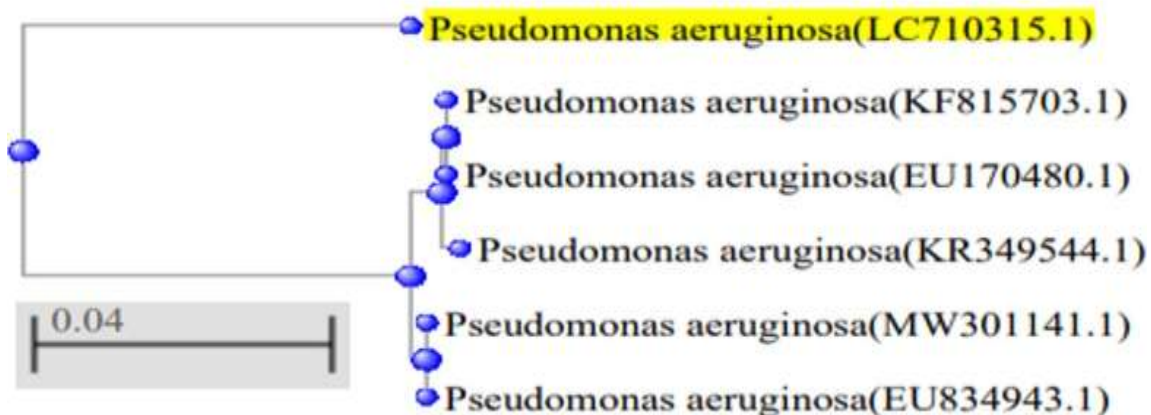 Pseudomonas aeruginosa(LC710315.1)
Pseudomonas aeruginosa(KF815703.1)
Pseudomonas aeruginosa(EU170480.1)
Pseudomonas aeruginosa(KR349544.1)
0.04
Pseudomonas aeruginosa(MW301141.1)
Pseudomonas aeruginosa(EU834943.1)